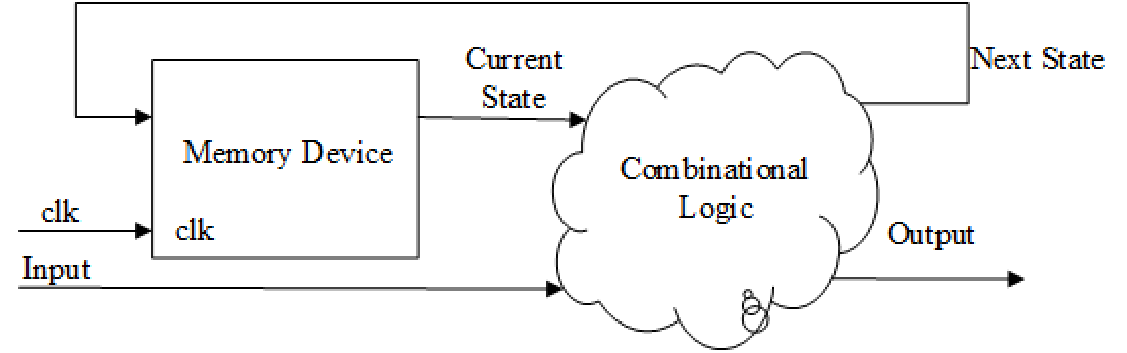 Current
State
Next State
Memory Device
Combinational
Logic
clk
clk
Output
Input